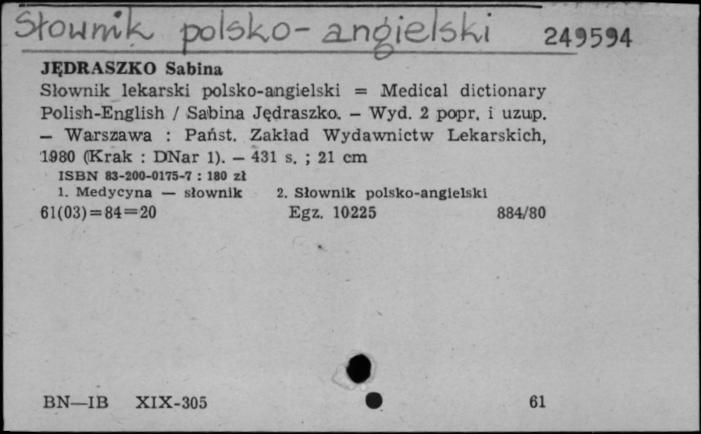 Słownik polsko-angielski 249594
JĘDRASZKO Sabina
Słownik lekarski polsko-angielski = Medical dictionary
Polish-English / Sabina Jędraszko. — Wyd. 2 popr. i uzup.
— Warszawa : Państ. Zakład Wydawnictw Lekarskich,
1980 (Krak : DNar 1). — 431 s. ; 21 cm
ISBN 83-200-0175-7 : 180 zł
1. Medycyna — słownik 2. Słownik polsko-angielski
61(03)=84=20 Egz. 10225 884/80
BN—IB XIX-305 61